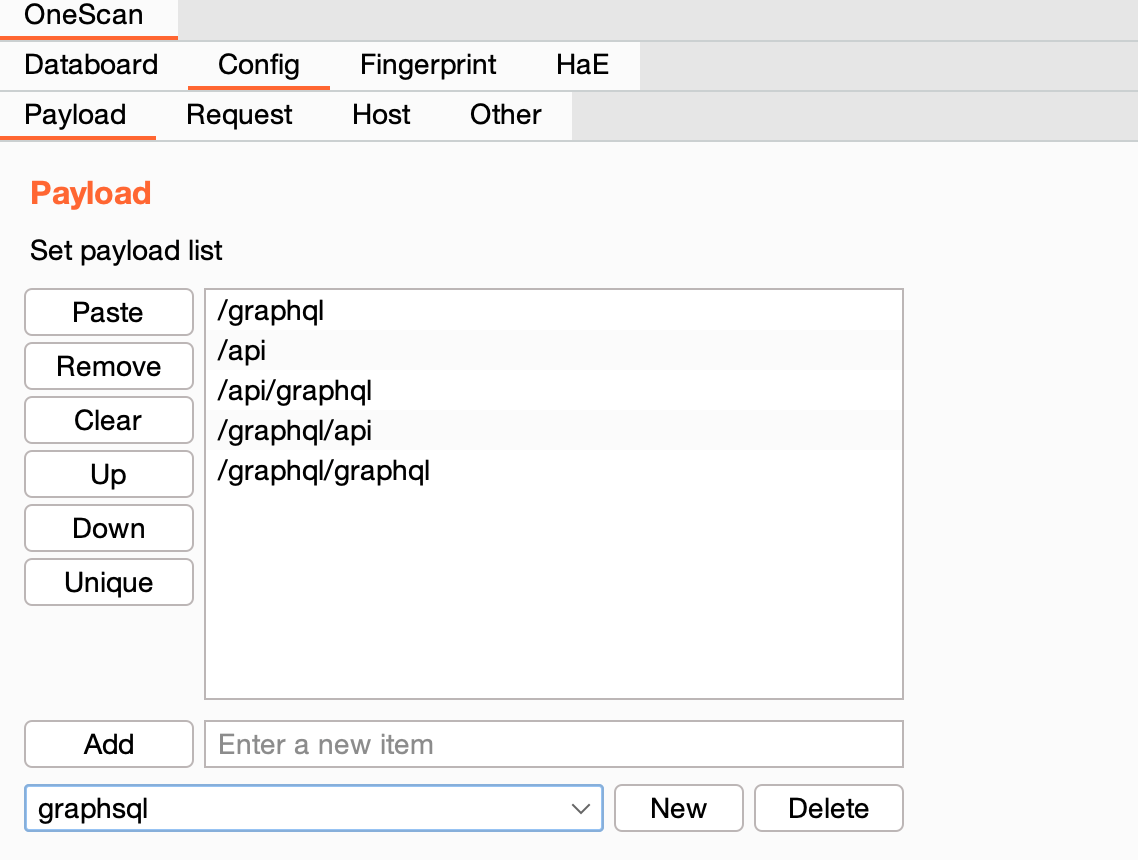 OneScan
Databoard Config Fingerprint HaE
Payload Request Host Other
Payload
Set payload list
Paste
Remove
Clear
Up
Down
Unique
/graphql
/api
/api/graphql
/graphql/api
/graphql/graphql
Add Enter a new item
graphsql New Delete